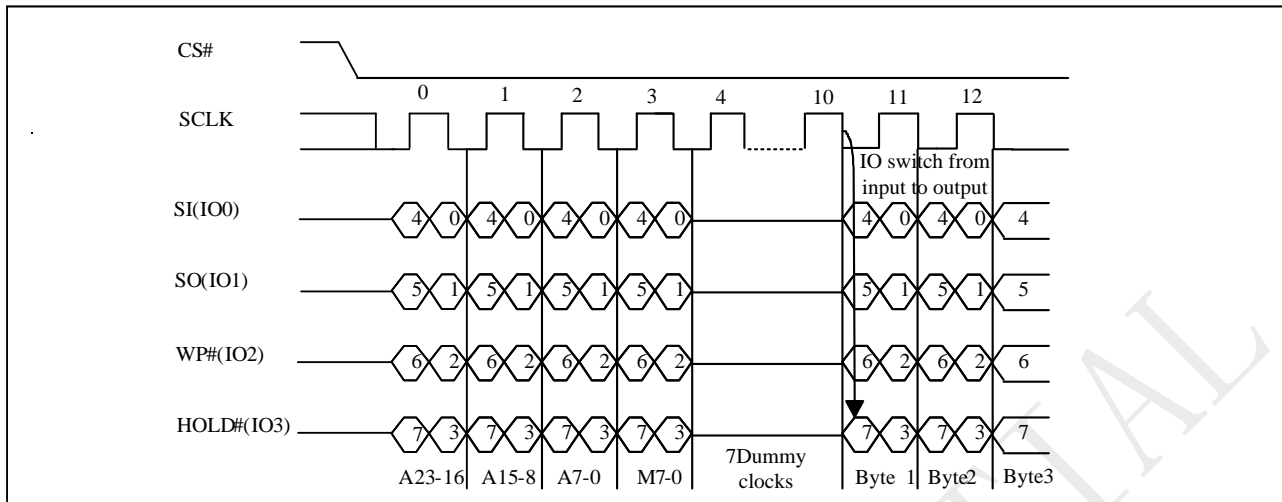 CS#
0 1 2 3 4 10 11 12
SCLK
IO switch from
input to output
SI(IO0) 4 0 4 0 4 0 4 0 4 0 4 0 4
SO(IO1) 5 1 5 1 5 1 5 1 5 1 5 1 5
WP#(IO2) 6 2 6 2 6 2 6 2 6 2 6 2 6
HOLD#(IO3) 7 3 7 3 7 3 7 3 7 3 7 3 7
A23-16 A15-8 A7-0 M7-0 7Dummy clocks Byte 1 Byte2 Byte3